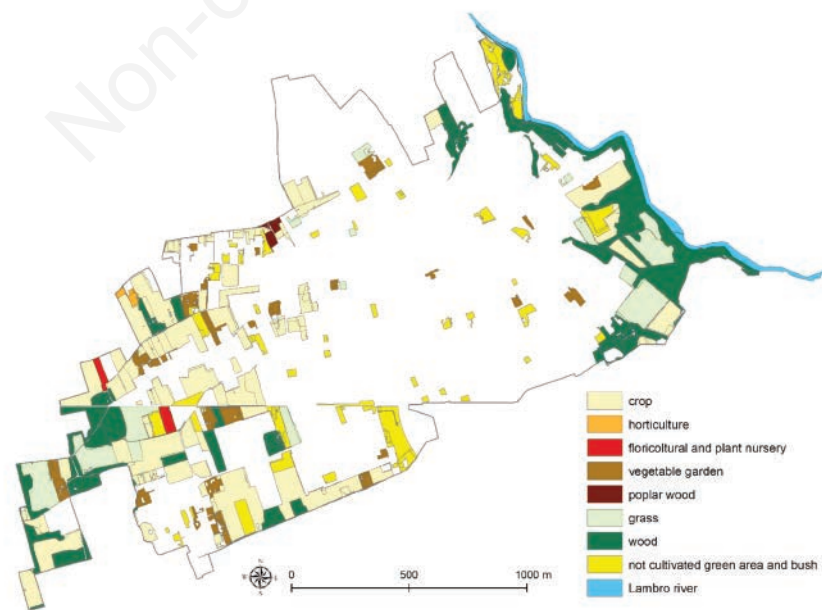 Non-c
crop
horticulture
floricoltural and plant nursery
vegetable garden
poplar wood
grass
wood
not cultivated green area and bush
Lambro river
0 500 1000 m